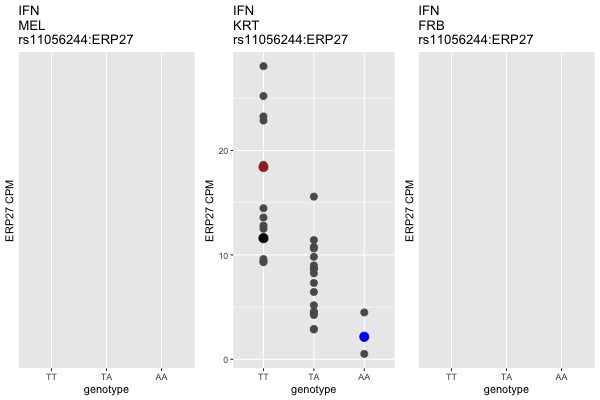 IFN
MEL
rs11056244:ERP27
ERP27 CPM
TT TA AA
genotype
IFN
KRT
rs11056244:ERP27
ERP27 CPM
20
10
0
TT TA AA
genotype
IFN
FRB
rs11056244:ERP27
ERP27 CPM
TT TA AA
genotype